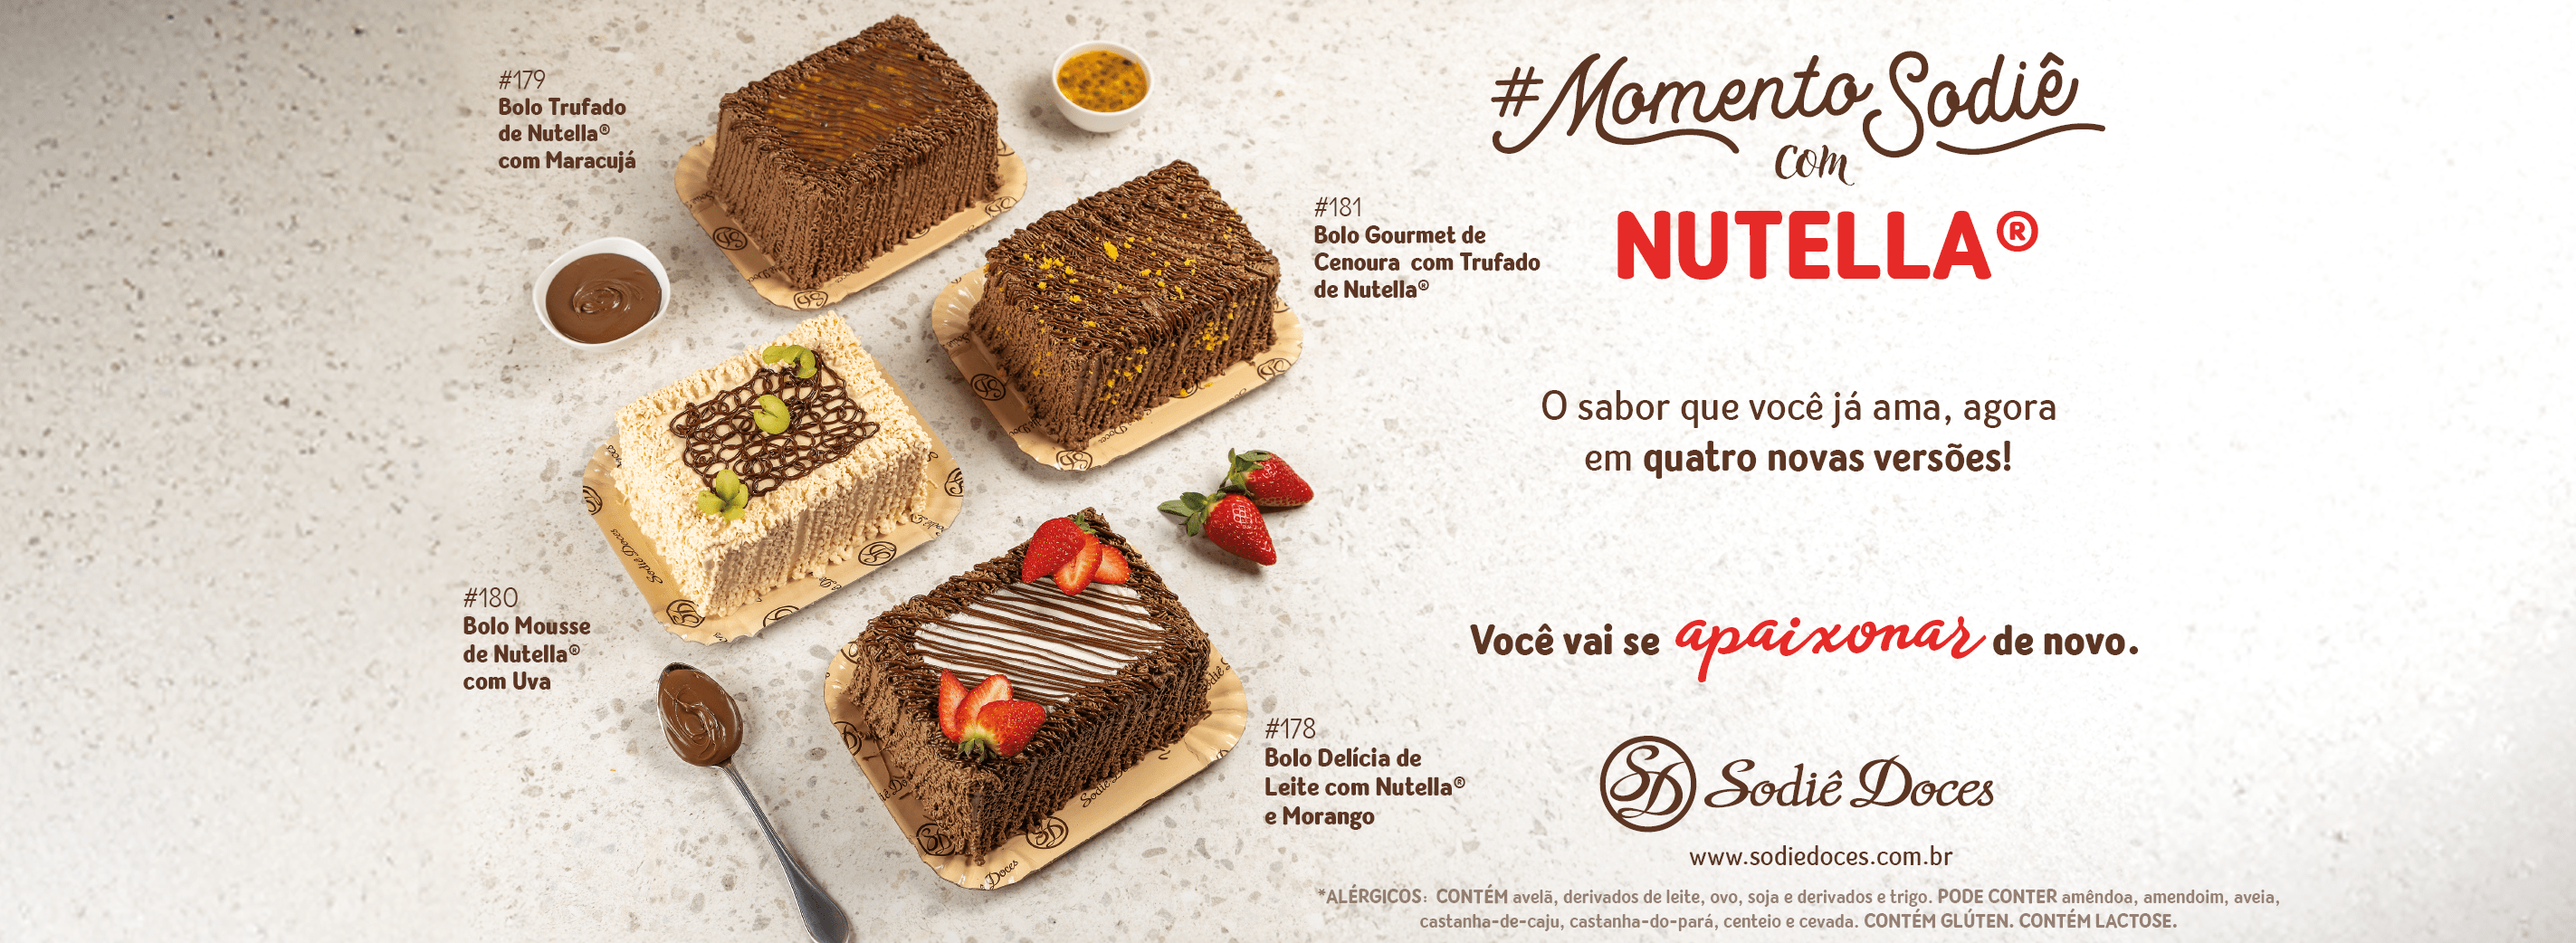 #179
Bolo Trufado
de Nutella®
com Maracujá
#181
Bolo Gourmet de
Cenoura com Trufado
de Nutella®
#180
Bolo Mousse
de Nutella®
com Uva
#178
Bolo Delícia de
Leite com Nutella®
e Morango
#Momento Sodiê
com
NUTELLA®
O sabor que você já ama, agora
em quatro novas versões!
Você vai se apaixonar de novo.
SD Sodiê Doces
www.sodiedoces.com.br
*ALÉRGICOS: CONTÉM avelã, derivados de leite, ovo, soja e derivados e trigo. PODE CONTER amêndoa, amendoim, aveia,
castanha-de-caju, castanha-do-pará, centeio e cevada. CONTÉM GLÚTEN. CONTÉM LACTOSE.
Sodiê Doces